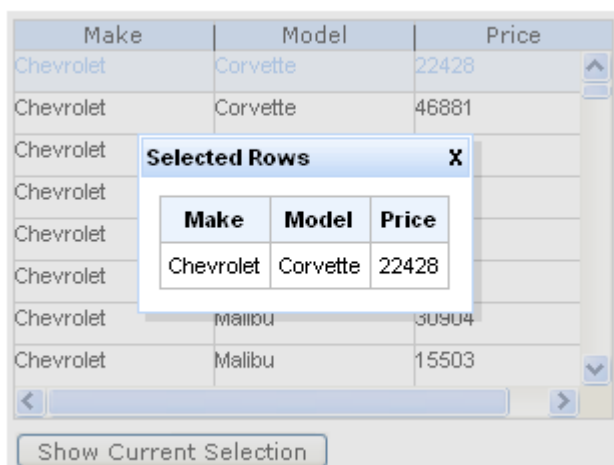 Make Model Price
Chevrolet Corvette 22428
Chevrolet Corvette 46881
Chevrolet
Selected Rows X
Chevrolet
Make Model Price
Chevrolet
Chevrolet Corvette 22428
Chevrolet
Chevrolet Malibu 30904
Chevrolet Malibu 15503
Show Current Selection